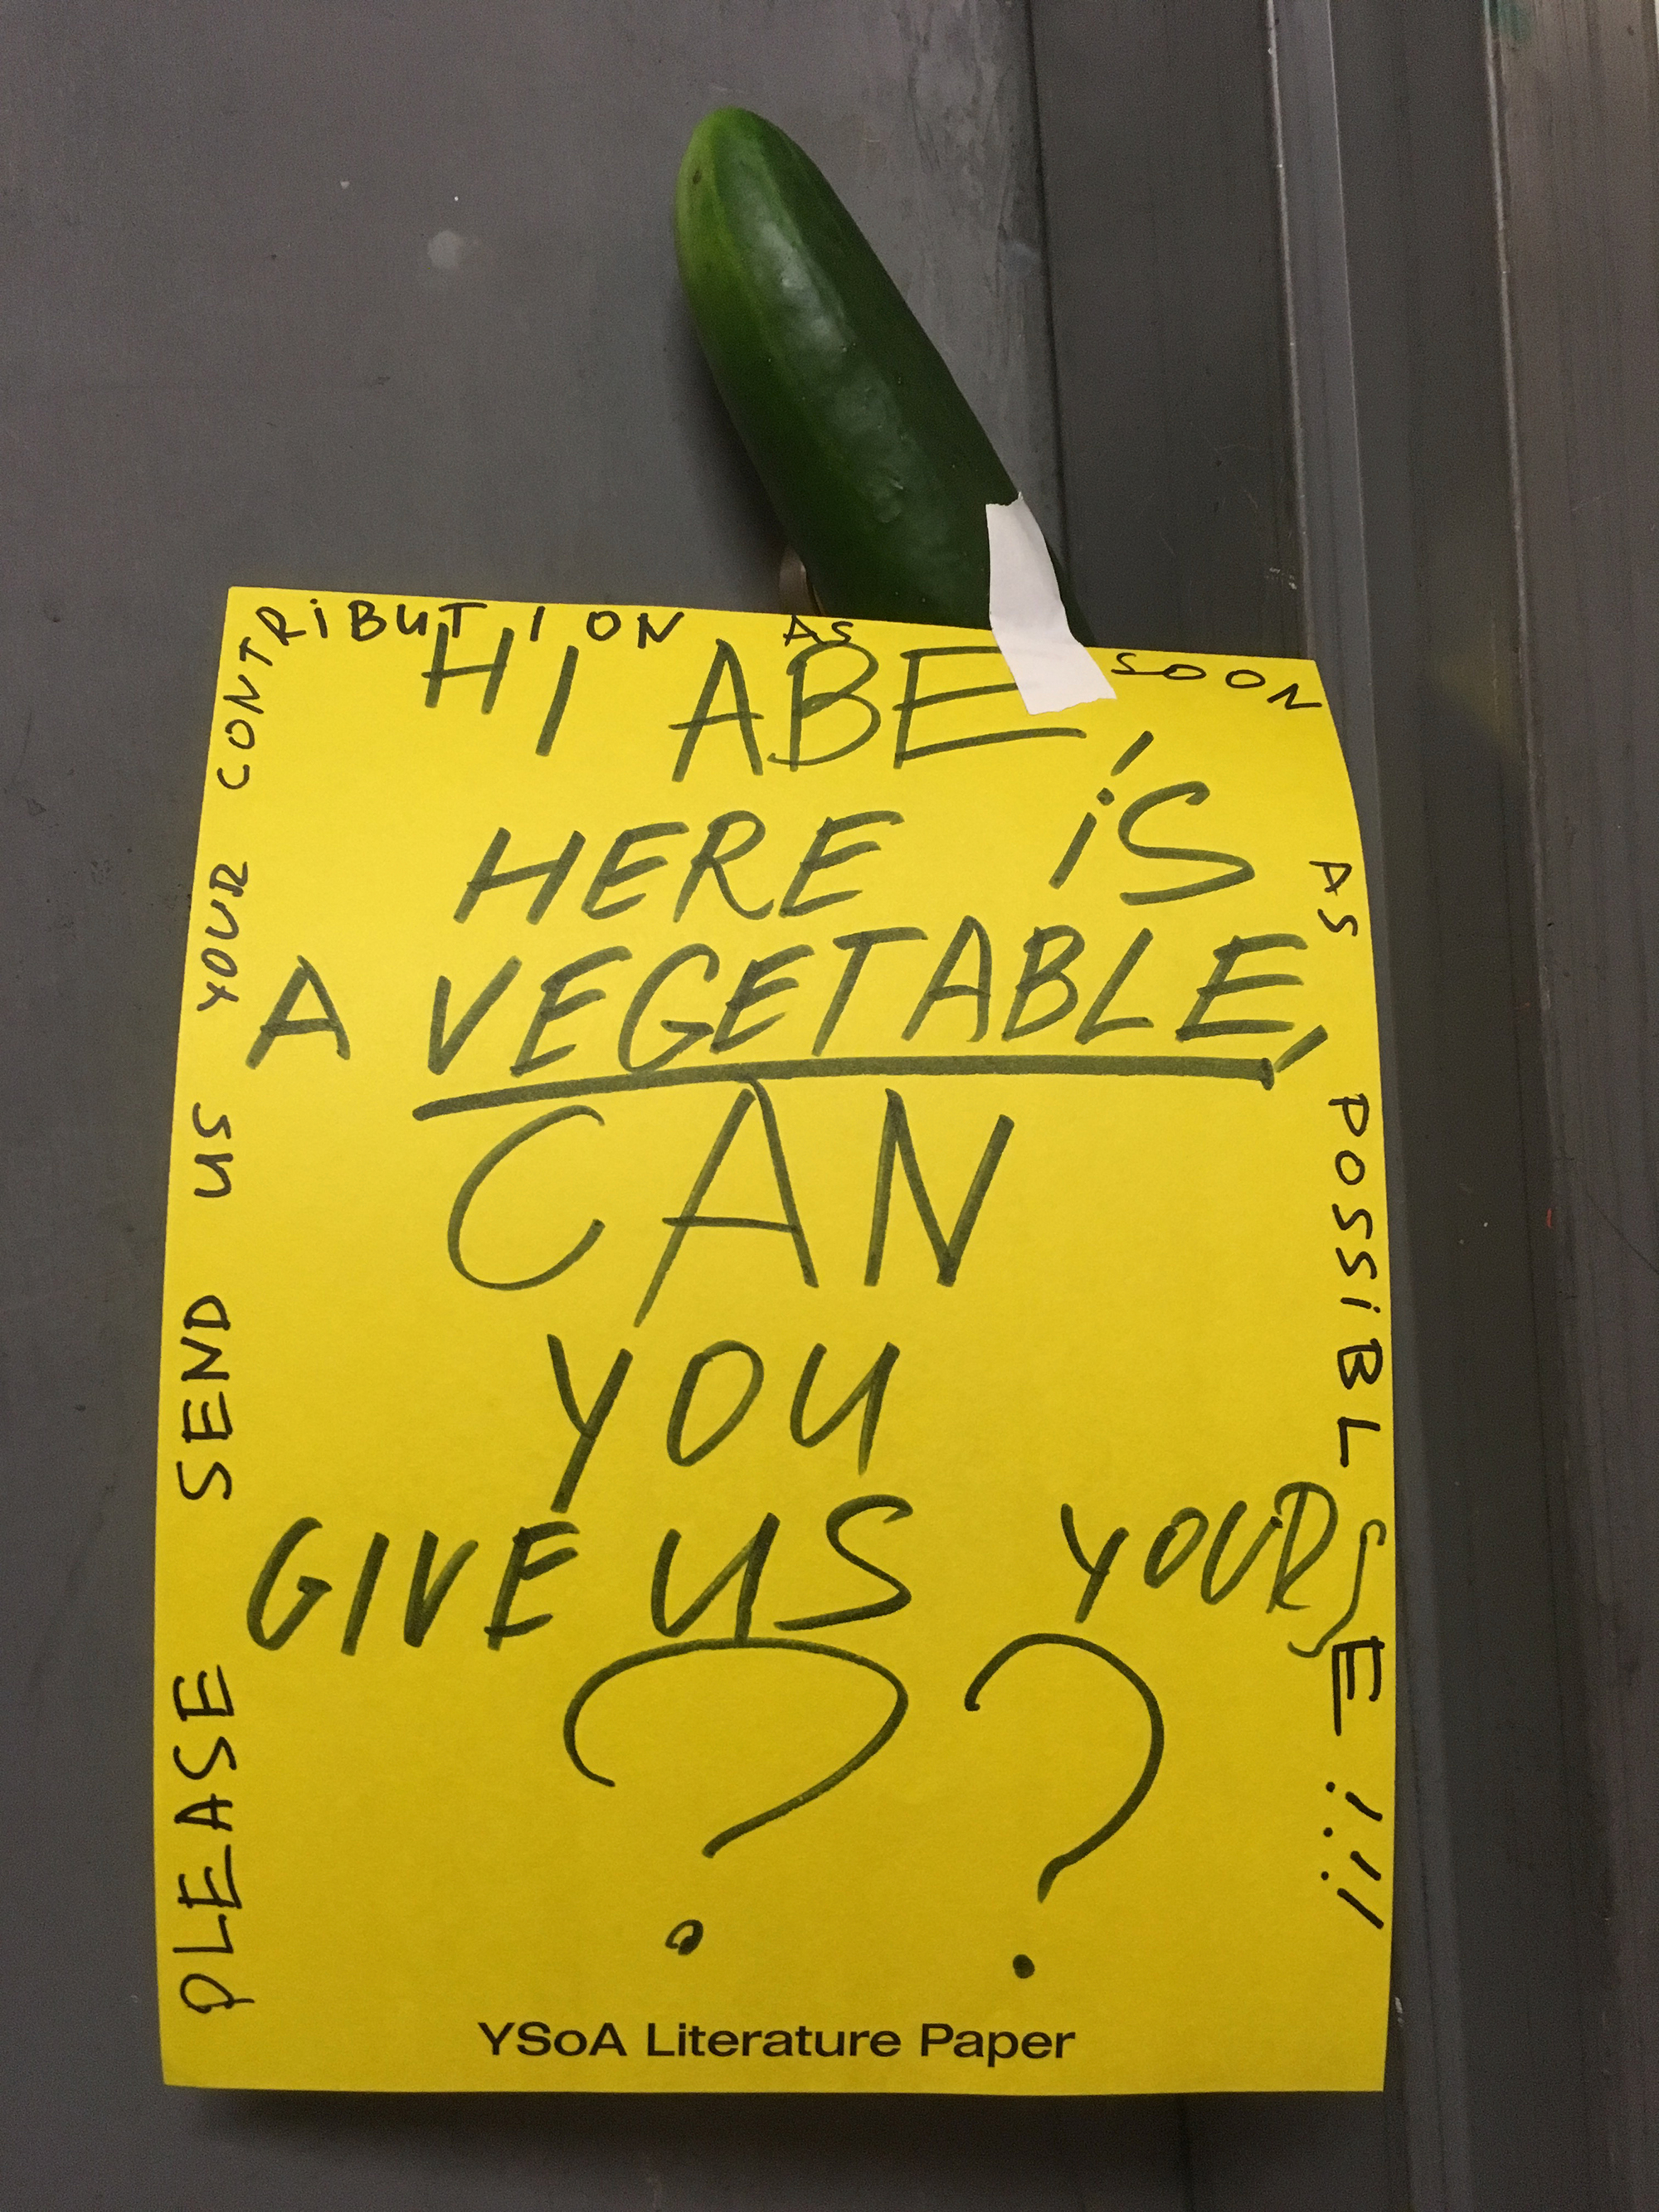 HI ABE,
HERE iS
A VEGETABLE,
CAN
YOU
GIVE US YOURS
??
PLEASE SEND US YOUR CONTRiBUTION AS SOON AS POSSiBLE!!!
YSoA Literature Paper